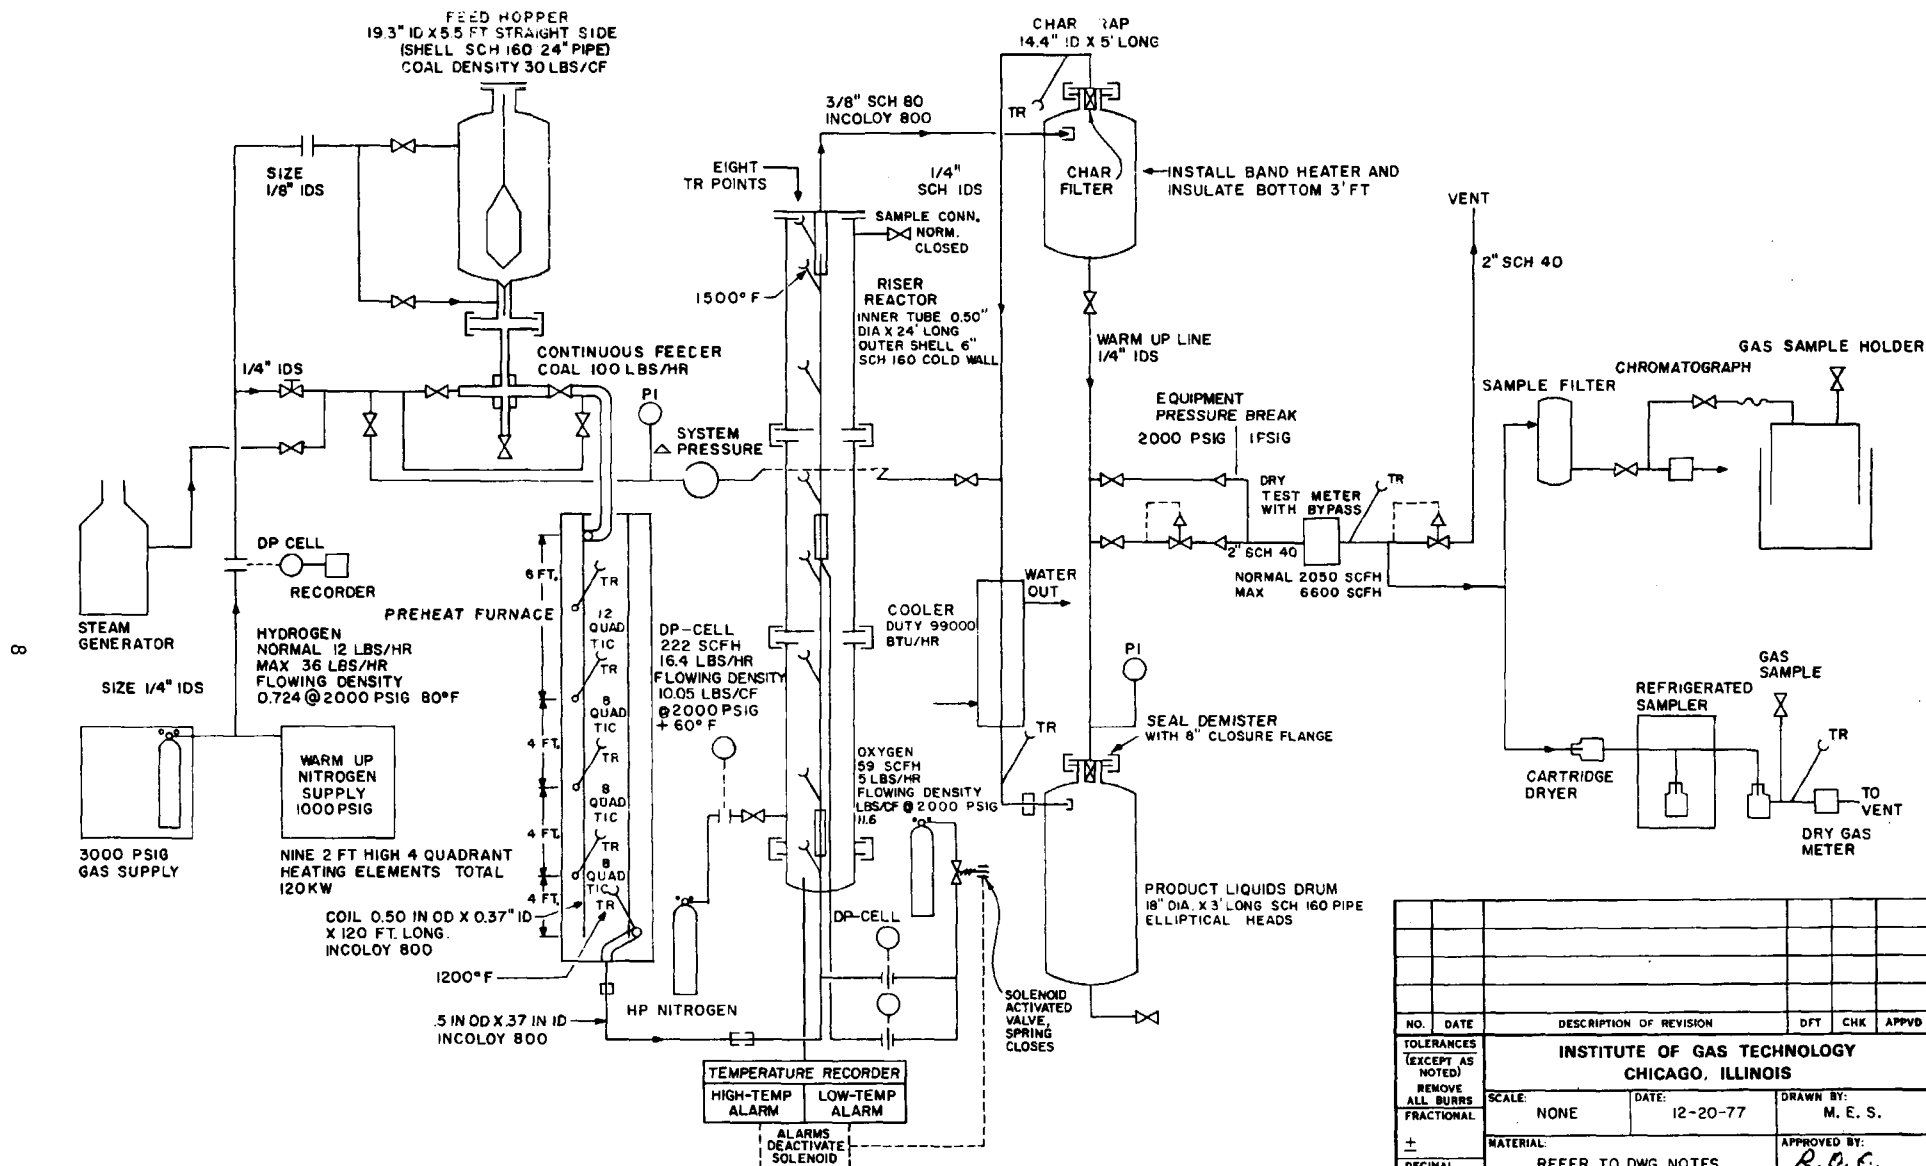 FEED HOPPER
19.3" ID X 5.5 FT STRAIGHT SIDE
(SHELL SCH 160 24" PIPE)
COAL DENSITY 30 LBS/CF
CHAR
14.4" ID X 5' LONG
3/8" SCH 80
INCOLOY 800
TR
SIZE
1/8" IDS
EIGHT
TR POINTS
1/4"
SCH IDS
CHAR
FILTER
INSTALL BAND HEATER AND
INSULATE BOTTOM 3' FT
VENT
SAMPLE CONN.
NORM.
CLOSED
2" SCH 40
1500° F
RISER
REACTOR
INNER TUBE 0.50"
DIA X 24' LONG
OUTER SHELL 6"
SCH 160 COLD WALL
WARM UP LINE
1/4" IDS
CONTINUOUS FEEDER
COAL 100 LBS/HR
1/4" IDS
GAS SAMPLE HOLDER
CHROMATOGRAPH
SAMPLE FILTER
PI
EQUIPMENT
PRESSURE BREAK
2000 PSIG 1PSIG
SYSTEM
PRESSURE
DRY
TEST METER
WITH BYPASS
TR
2" SCH 40
NORMAL 2050 SCFH
MAX 6600 SCFH
DP CELL
RECORDER
6 FT.
TR
PREHEAT FURNACE
12
QUAD
TIC
TR
WATER
OUT
COOLER
DUTY 99000
BTU/HR
STEAM
GENERATOR
HYDROGEN
NORMAL 12 LBS/HR
MAX 36 LBS/HR
FLOWING DENSITY
0.724 @ 2000 PSIG 80°F
DP-CELL
222 SCFH
16.4 LBS/HR
FLOWING DENSITY
10.05 LBS/CF
@ 2000 PSIG
+ 60° F
PI
SIZE 1/4" IDS
8
QUAD
TIC
4 FT.
TR
8
QUAD
TIC
4 FT.
TR
8
QUAD
TIC
4 FT.
TR
TR
SEAL DEMISTER
WITH 8" CLOSURE FLANGE
GAS
SAMPLE
REFRIGERATED
SAMPLER
TR
WARM UP
NITROGEN
SUPPLY
1000 PSIG
OXYGEN
59 SCFH
5 LBS/HR
FLOWING DENSITY
LBS/CF @ 2000 PSIG
11.6
CARTRIDGE
DRYER
TO
VENT
DRY GAS
METER
3000 PSIG
GAS SUPPLY
NINE 2 FT HIGH 4 QUADRANT
HEATING ELEMENTS TOTAL
120 KW
COIL 0.50 IN OD X 0.37" ID
X 120 FT. LONG.
INCOLOY 800
1200° F
PRODUCT LIQUIDS DRUM
18" DIA. X 3' LONG SCH 160 PIPE
ELLIPTICAL HEADS
DP-CELL
HP NITROGEN
.5 IN OD X .37 IN ID
INCOLOY 800
SOLENOID
ACTIVATED
VALVE,
SPRING
CLOSES
TEMPERATURE RECORDER
HIGH-TEMP
ALARM
LOW-TEMP
ALARM
ALARMS
DEACTIVATE
SOLENOID
8
NO. DATE DESCRIPTION OF REVISION DFT CHK APPVD
TOLERANCES
(EXCEPT AS
NOTED)
REMOVE
ALL BURRS
FRACTIONAL
±
DECIMAL
INSTITUTE OF GAS TECHNOLOGY
CHICAGO, ILLINOIS
SCALE: NONE
DATE: 12-20-77
DRAWN BY: M. E. S.
MATERIAL: REFER TO DWG NOTES
APPROVED BY: